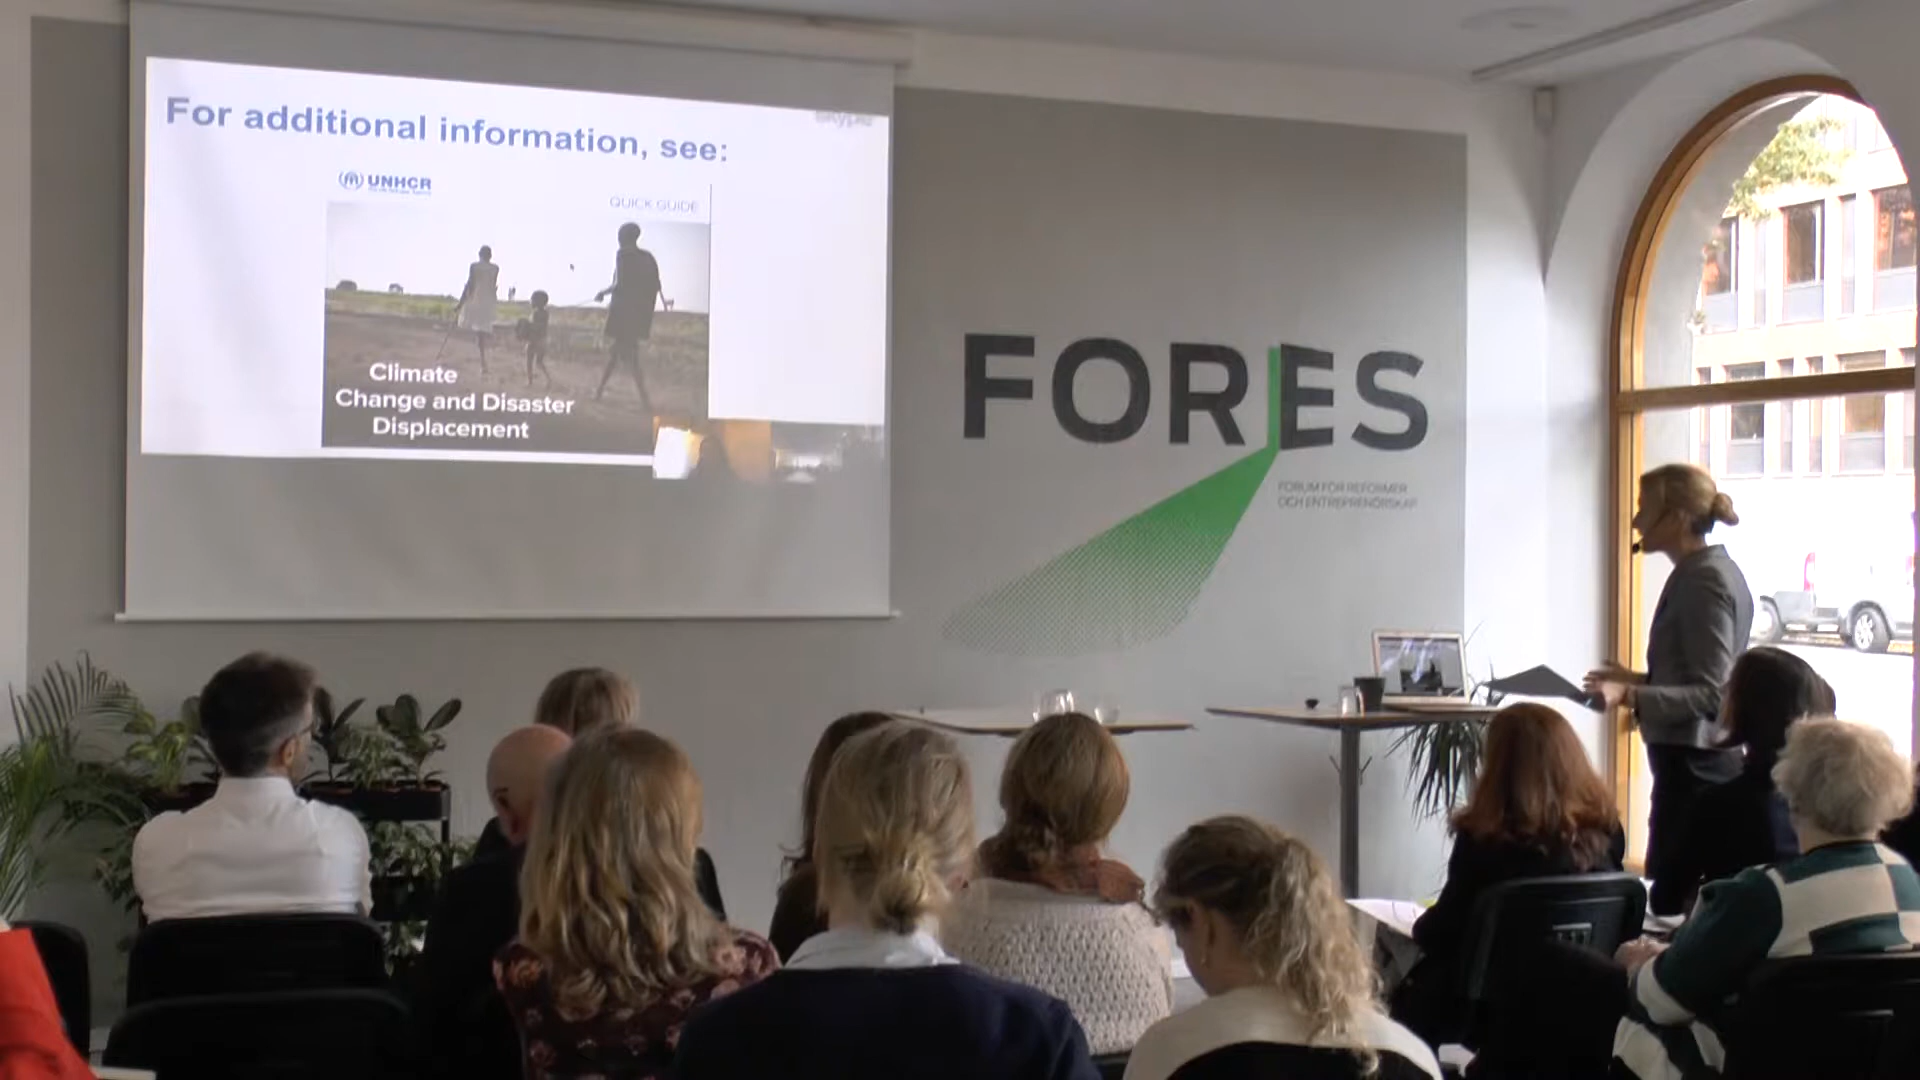 For additional information, see:
UNHCR
QUICK GUIDE
Climate
Change and Disaster
Displacement
FORES
FORUM FÖR REFORMER
OCH ENTREPRENÖRSKAP